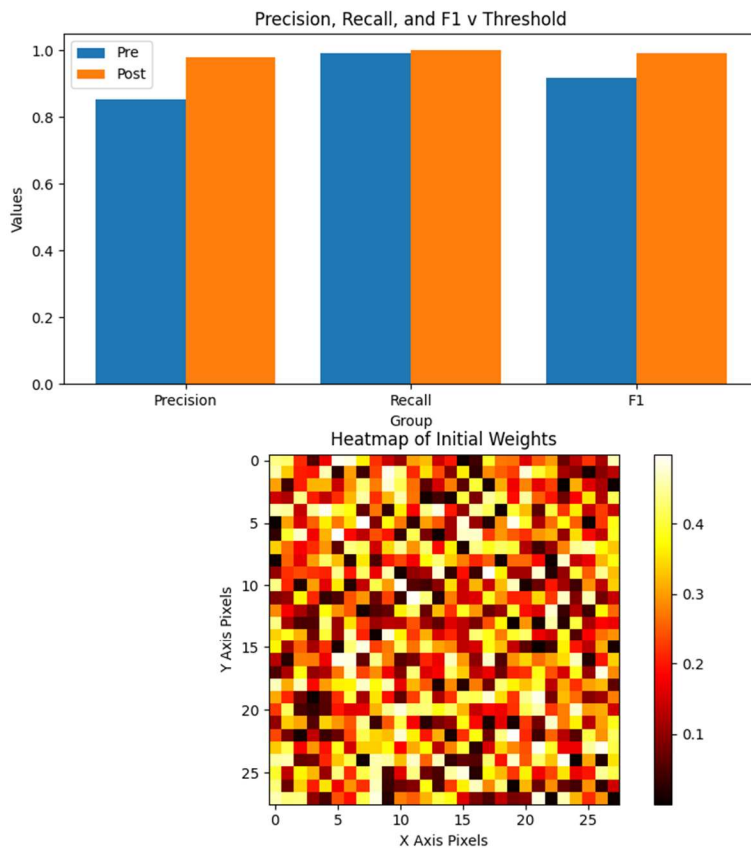 Precision, Recall, and F1 v Threshold
Pre
Post
Values
1.0
0.8
0.6
0.4
0.2
0.0
Precision Recall F1
Group
Heatmap of Initial Weights
Y Axis Pixels
0
5
10
15
20
25
0 5 10 15 20 25
X Axis Pixels
0.4
0.3
0.2
0.1